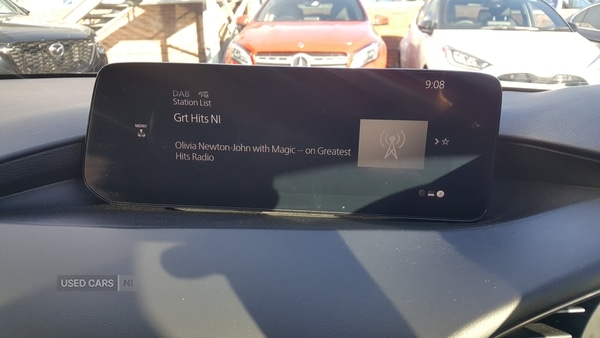 DAB
9:08
Station List
Grt Hits NI
MENU
Olivia Newton-John with Magic -- on Greatest
Hits Radio
USED CARS NI